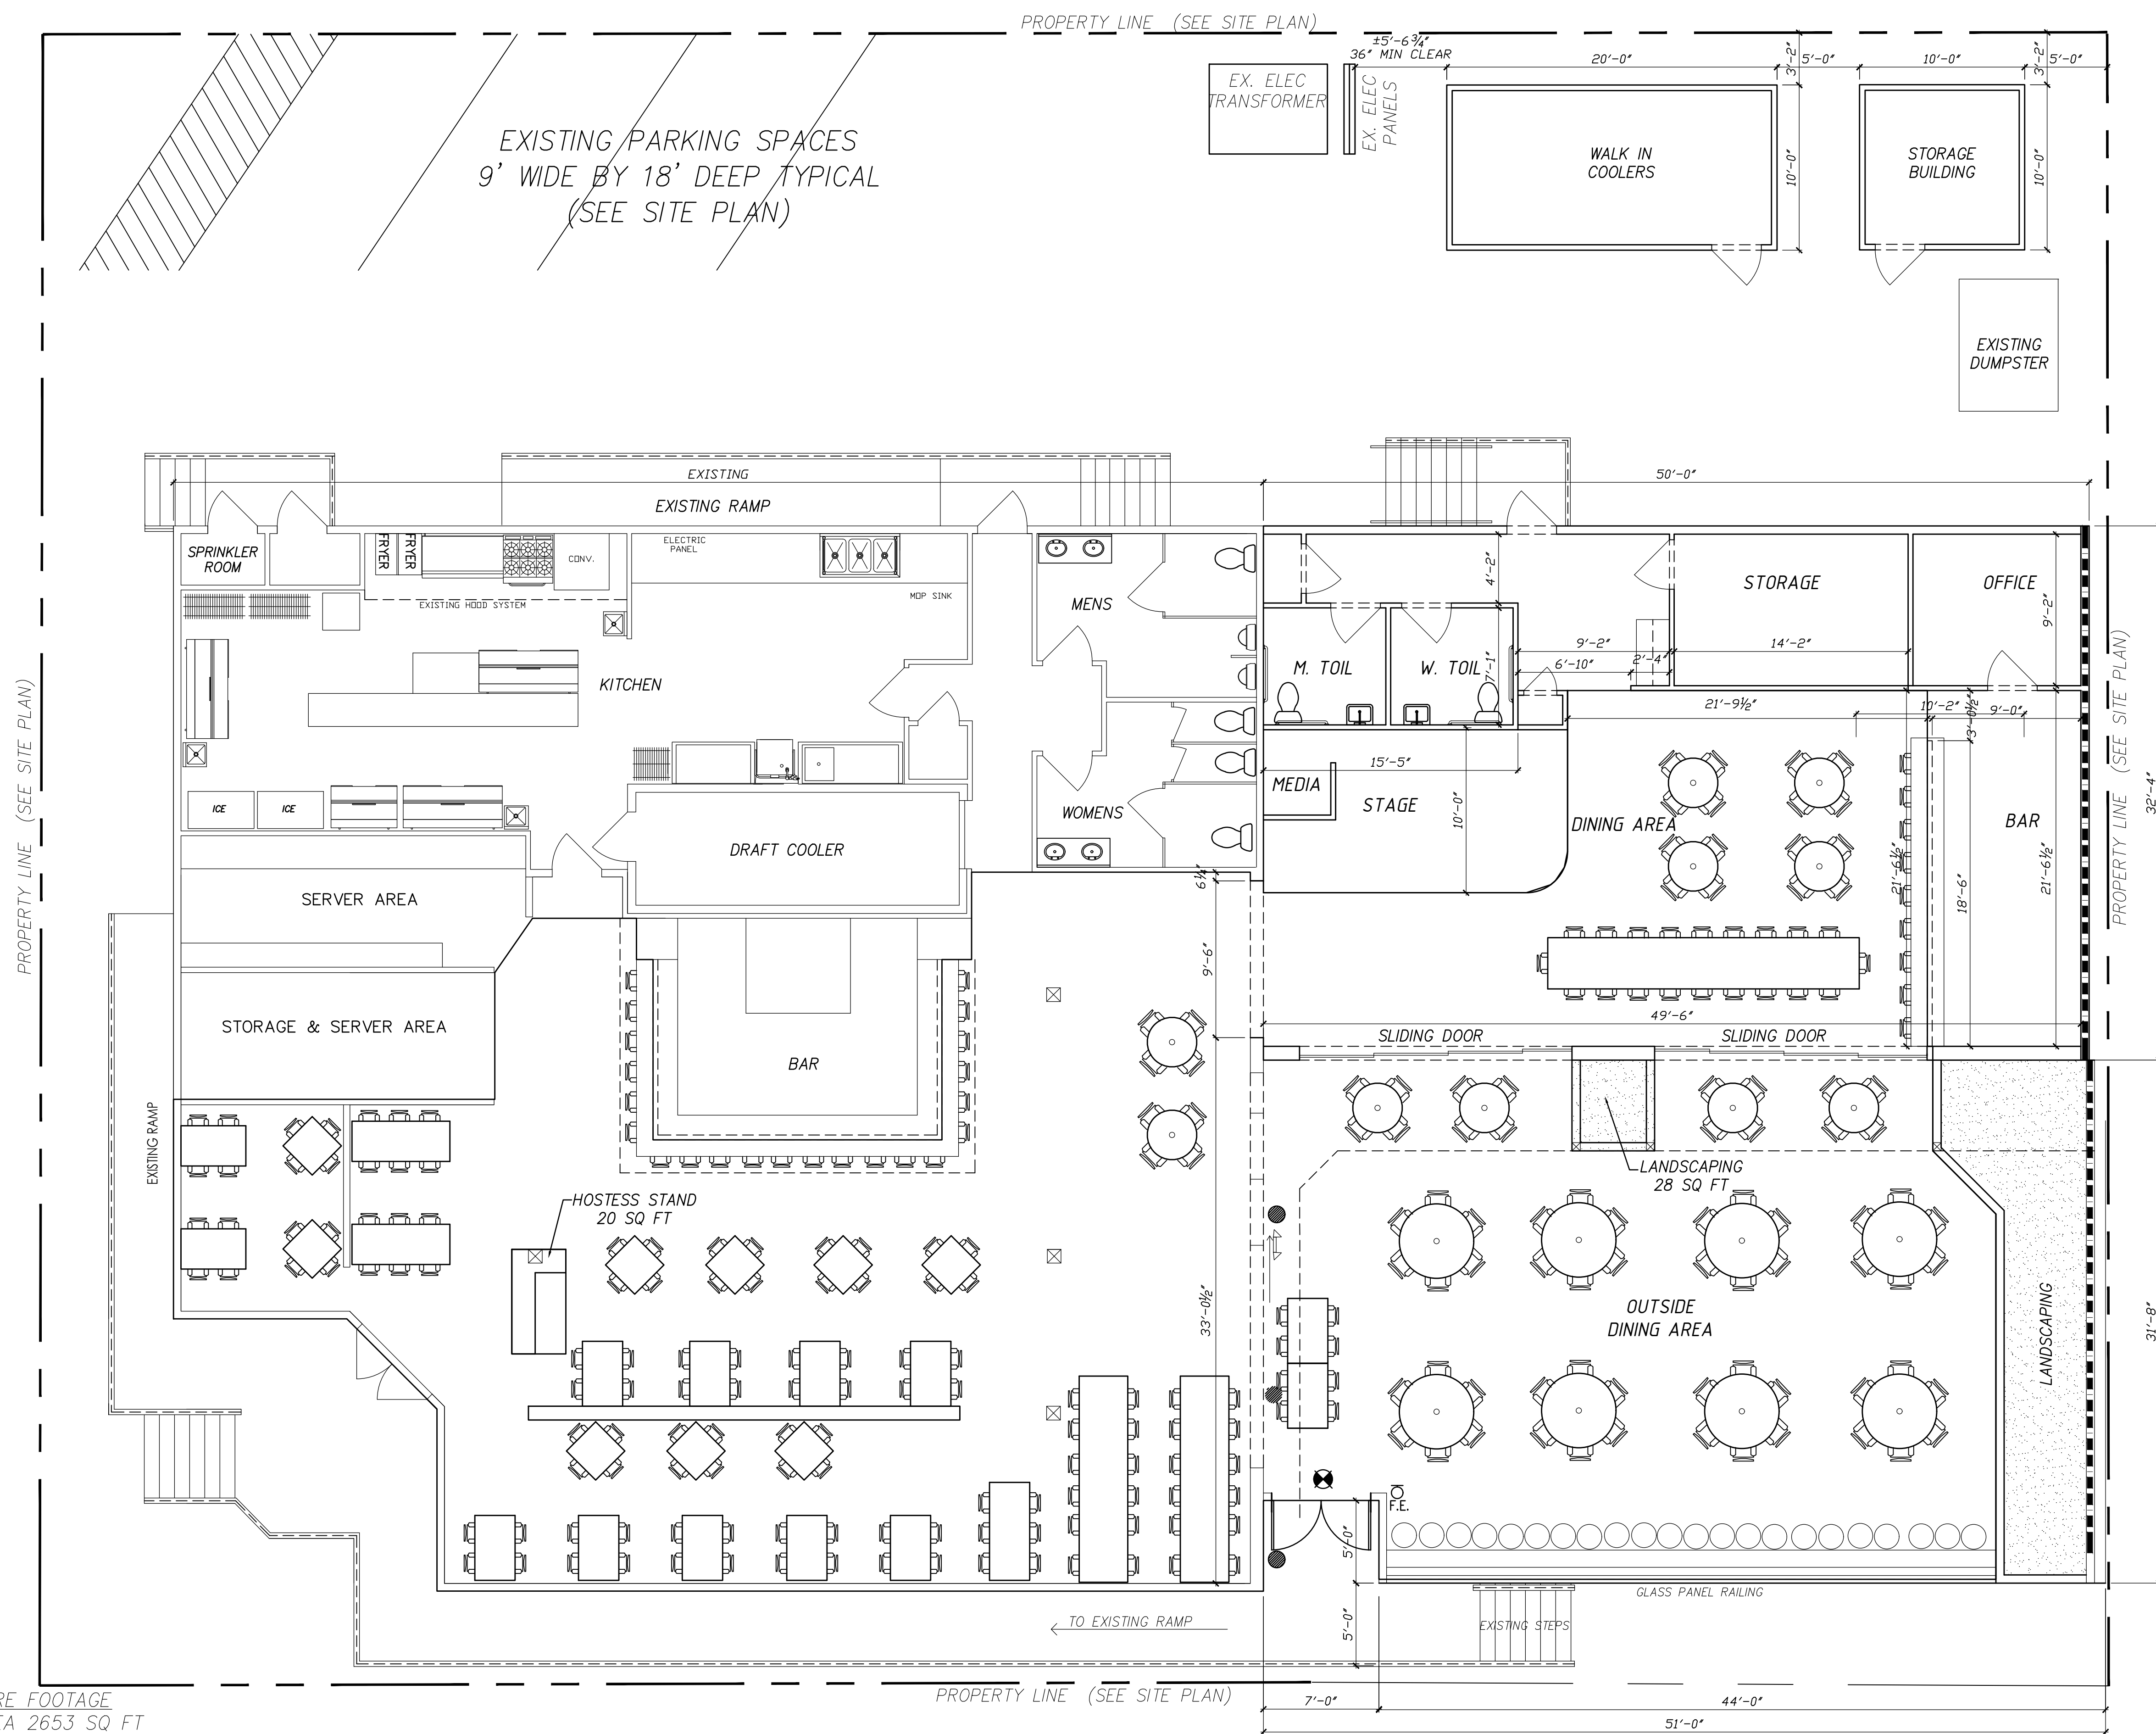 PROPERTY LINE (SEE SITE PLAN)
±5'-6¾"
36" MIN CLEAR
20'-0"
3'-2"
5'-0"
10'-0"
3'-2"
5'-0"
EX. ELEC
TRANSFORMER
EX. ELEC
PANELS
EXISTING PARKING SPACES
9' WIDE BY 18' DEEP TYPICAL
(SEE SITE PLAN)
WALK IN
COOLERS
10'-0"
STORAGE
BUILDING
10'-0"
EXISTING
DUMPSTER
EXISTING
50'-0"
EXISTING RAMP
SPRINKLER
ROOM
FRYER
FRYER
CONV.
ELECTRIC
PANEL
EXISTING HOOD SYSTEM
MOP SINK
MENS
4'-2"
STORAGE
OFFICE
9'-2"
KITCHEN
M. TOIL
W. TOIL
7'-1"
9'-2"
6'-10"
2'-4"
14'-2"
21'-9½"
10'-2"
9'-0"
3'-0½"
PROPERTY LINE (SEE SITE PLAN)
PROPERTY LINE (SEE SITE PLAN)
32'-4"
ICE
ICE
WOMENS
MEDIA
15'-5"
STAGE
10'-0"
DINING AREA
BAR
21'-6½"
18'-6"
21'-6½"
DRAFT COOLER
6¼"
SERVER AREA
9'-6"
STORAGE & SERVER AREA
BAR
49'-6"
SLIDING DOOR
SLIDING DOOR
EXISTING RAMP
LANDSCAPING
28 SQ FT
HOSTESS STAND
20 SQ FT
33'-0½"
OUTSIDE
DINING AREA
LANDSCAPING
31'-8"
F.E.
5'-0"
GLASS PANEL RAILING
TO EXISTING RAMP
5'-0"
EXISTING STEPS
PROPERTY LINE (SEE SITE PLAN)
7'-0"
44'-0"
51'-0"
RE FOOTAGE
EA 2653 SQ FT